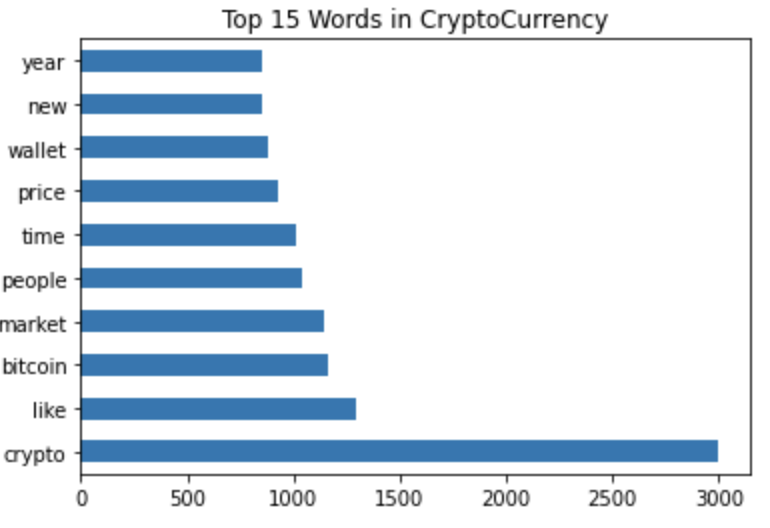 Top 15 Words in CryptoCurrency
year
new
wallet
price
time
people
market
bitcoin
like
crypto
0 500 1000 1500 2000 2500 3000